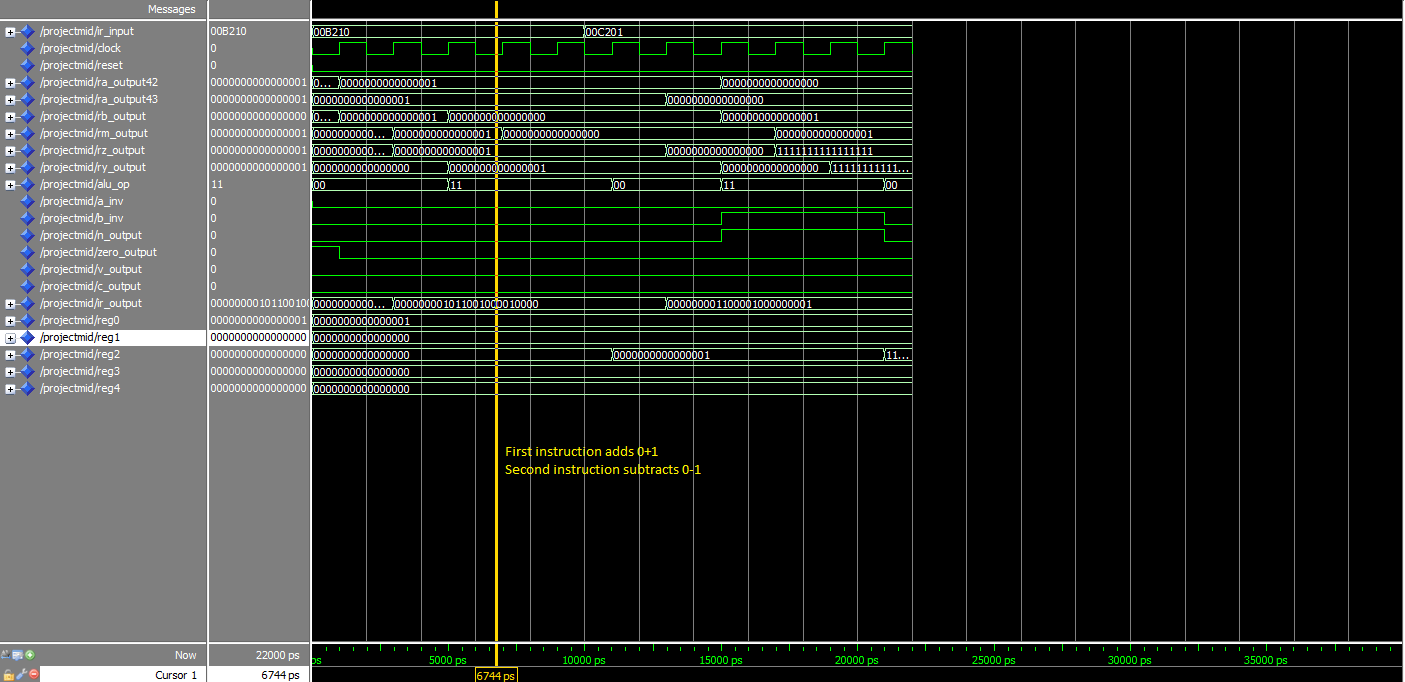 Messages
/projectmid/ir_input 00B210 00B210 00C201
/projectmid/clock 0
/projectmid/reset 0
/projectmid/ra_output42 0000000000000001 0... 0000000000000001 0000000000000000
/projectmid/ra_output43 0000000000000001 0000000000000001 0000000000000000
/projectmid/rb_output 0000000000000000 0... 0000000000000001 0000000000000000 0000000000000001
/projectmid/rm_output 0000000000000001 0000000000... 0000000000000001 0000000000000000 0000000000000001
/projectmid/rz_output 0000000000000001 0000000000... 0000000000000001 0000000000000000 1111111111111111
/projectmid/ry_output 0000000000000001 0000000000000000 0000000000000001 0000000000000000 11111111111...
/projectmid/alu_op 11 00 11 00 11 00
/projectmid/a_inv 0
/projectmid/b_inv 0
/projectmid/n_output 0
/projectmid/zero_output 0
/projectmid/v_output 0
/projectmid/c_output 0
/projectmid/ir_output 00000000101100100 0000000000... 000000001011001000010000 000000001100001000000001
/projectmid/reg0 0000000000000001 0000000000000001
/projectmid/reg1 0000000000000000 0000000000000000
/projectmid/reg2 0000000000000000 0000000000000000 0000000000000001 11...
/projectmid/reg3 0000000000000000 0000000000000000
/projectmid/reg4 0000000000000000 0000000000000000
First instruction adds 0+1
Second instruction subtracts 0-1
Now 22000 ps ps 5000 ps 10000 ps 15000 ps 20000 ps 25000 ps 30000 ps 35000 ps
Cursor 1 6744 ps 6744 ps